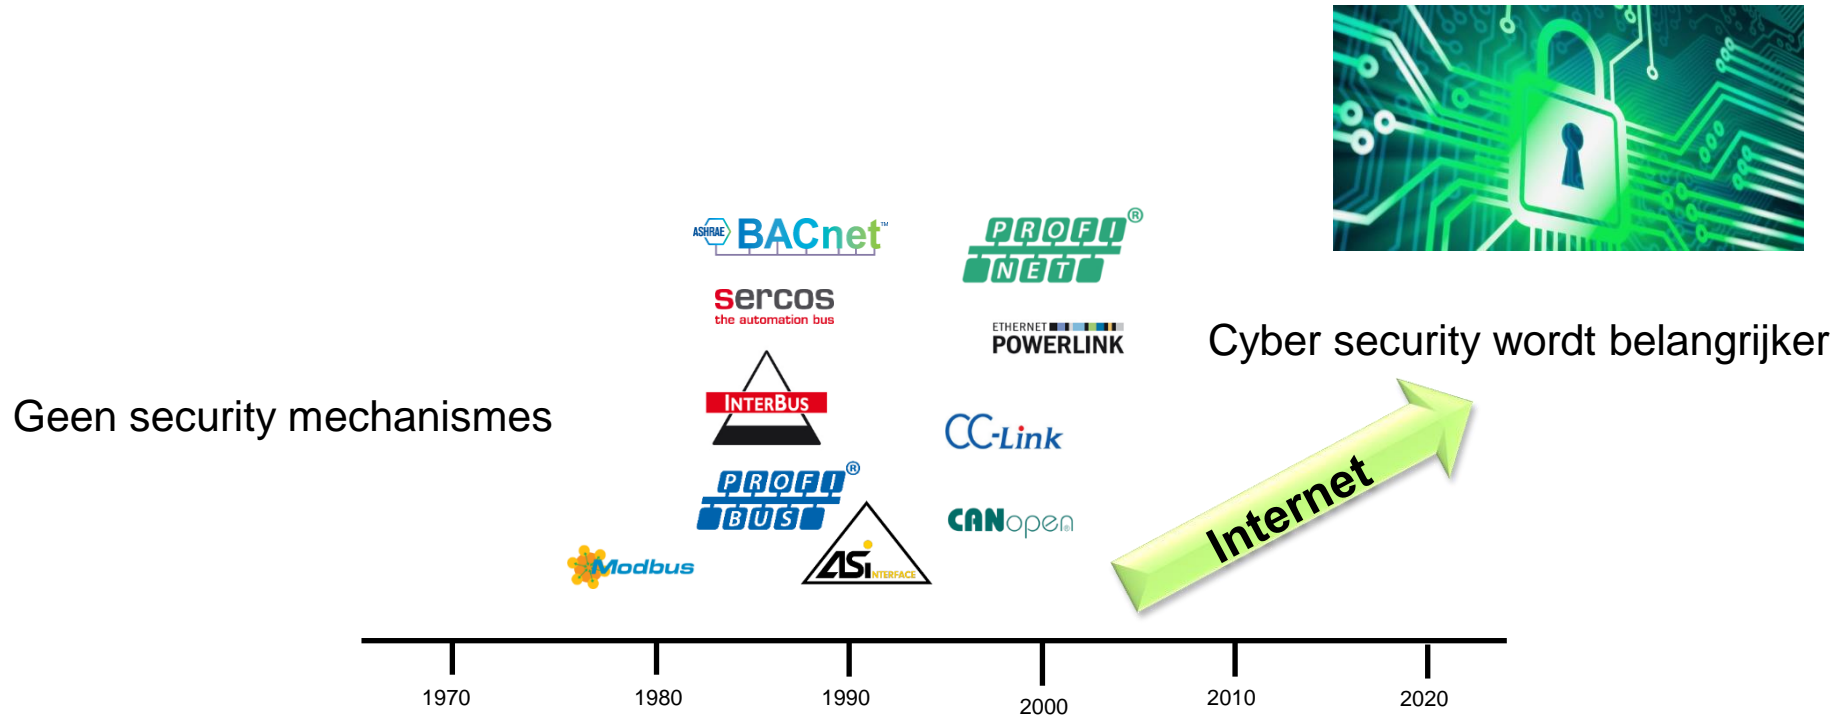 ASHRAE BACnet™
PROFI®
NET
sercos
the automation bus
ETHERNET
POWERLINK
Cyber security wordt belangrijker
INTERBUS
Geen security mechanismes
CC-Link
PROFI®
BUS
Internet
CANopen®
Modbus
ASi
INTERFACE
1970
1980
1990
2000
2010
2020